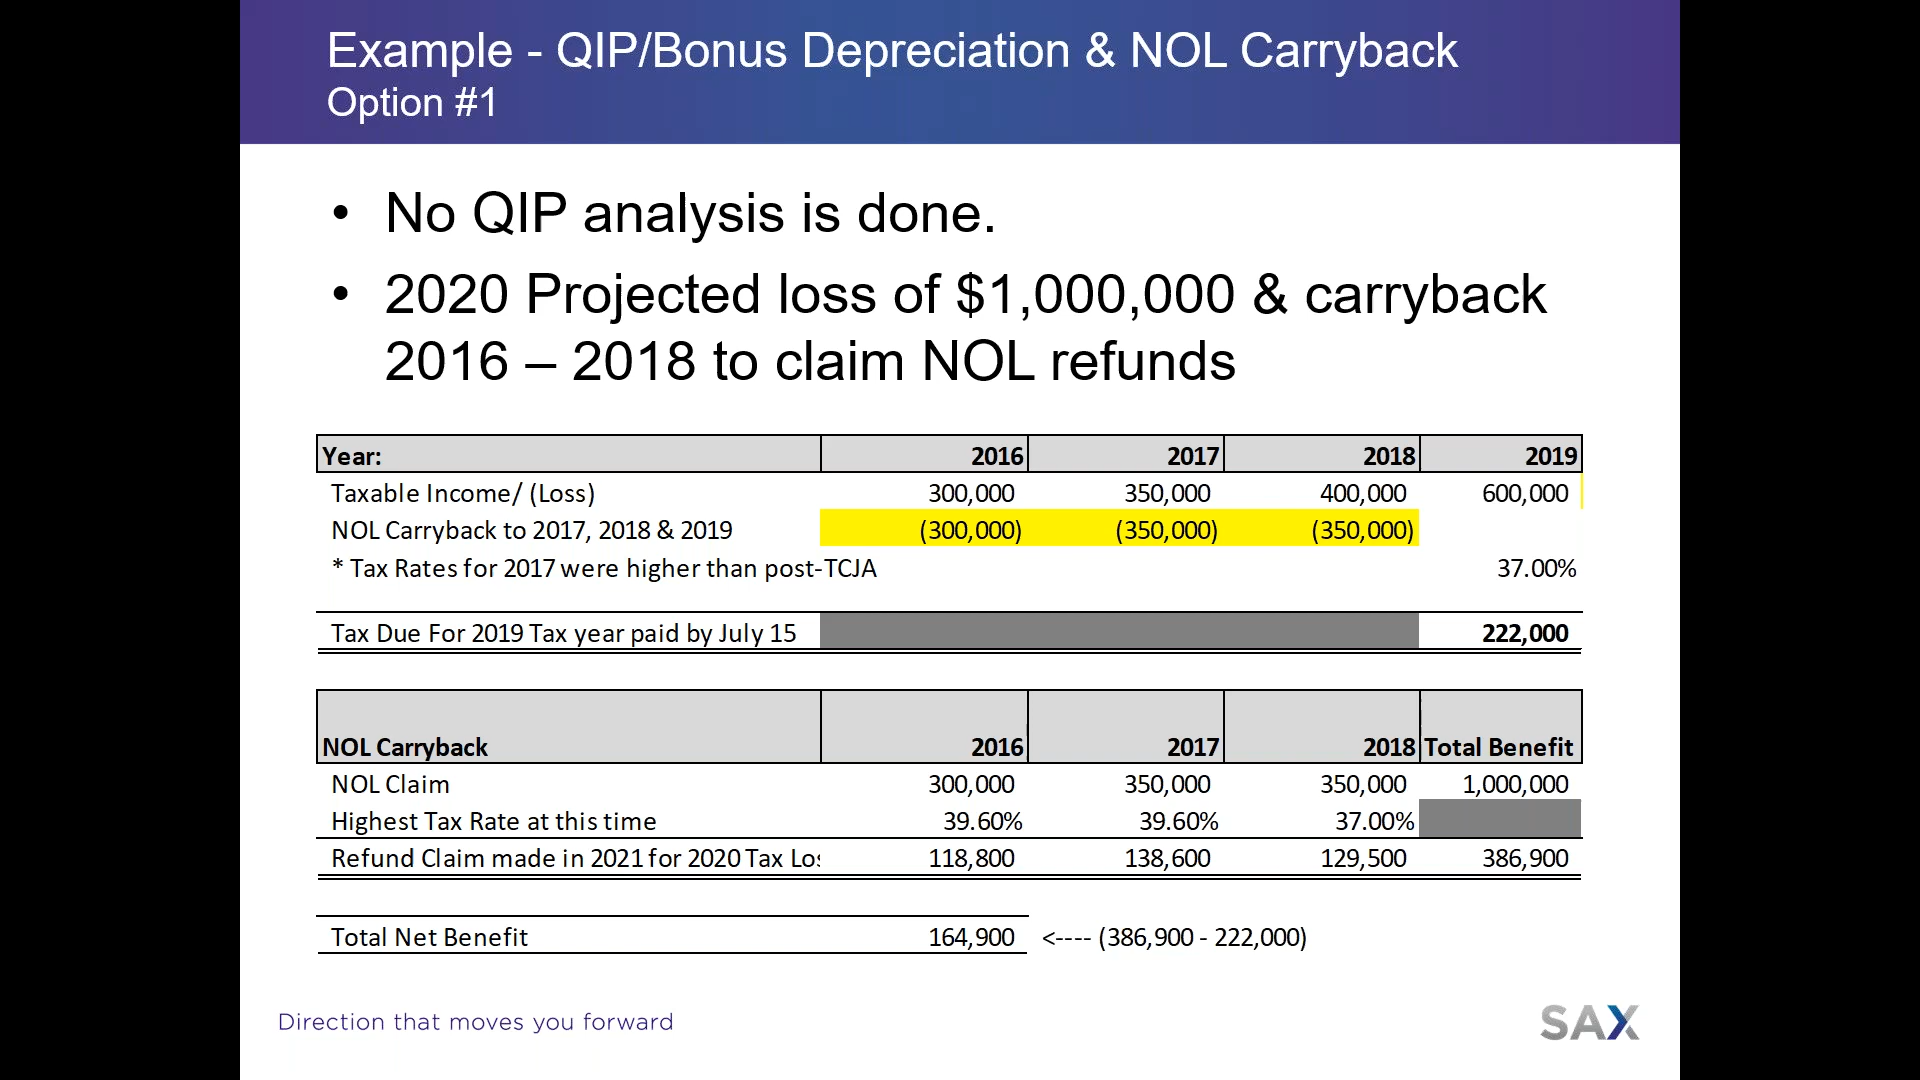 Example - QIP/Bonus Depreciation & NOL Carryback
Option #1
• No QIP analysis is done.
• 2020 Projected loss of $1,000,000 & carryback
2016 – 2018 to claim NOL refunds
Year: 2016 2017 2018 2019
Taxable Income/ (Loss) 300,000 350,000 400,000 600,000
NOL Carryback to 2017, 2018 & 2019 (300,000) (350,000) (350,000)
* Tax Rates for 2017 were higher than post-TCJA 37.00%
Tax Due For 2019 Tax year paid by July 15 222,000
NOL Carryback 2016 2017 2018 Total Benefit
NOL Claim 300,000 350,000 350,000 1,000,000
Highest Tax Rate at this time 39.60% 39.60% 37.00%
Refund Claim made in 2021 for 2020 Tax Los 118,800 138,600 129,500 386,900
Total Net Benefit 164,900 <---- (386,900 - 222,000)
Direction that moves you forward
SAX